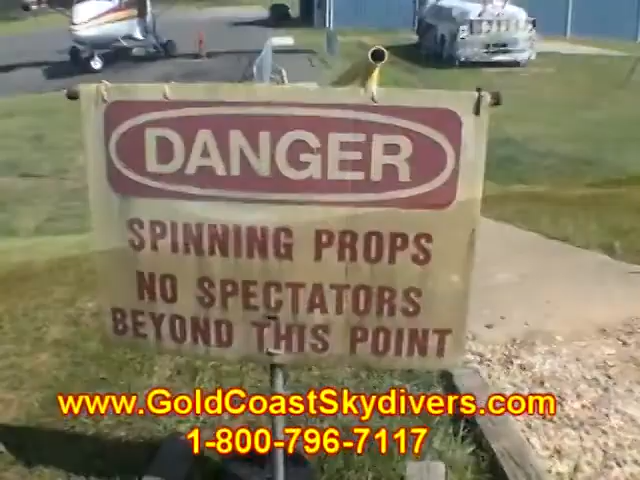 DANGER
SPINNING PROPS
NO SPECTATORS
BEYOND THIS POINT
www.GoldCoastSkydivers.com
1-800-796-7117